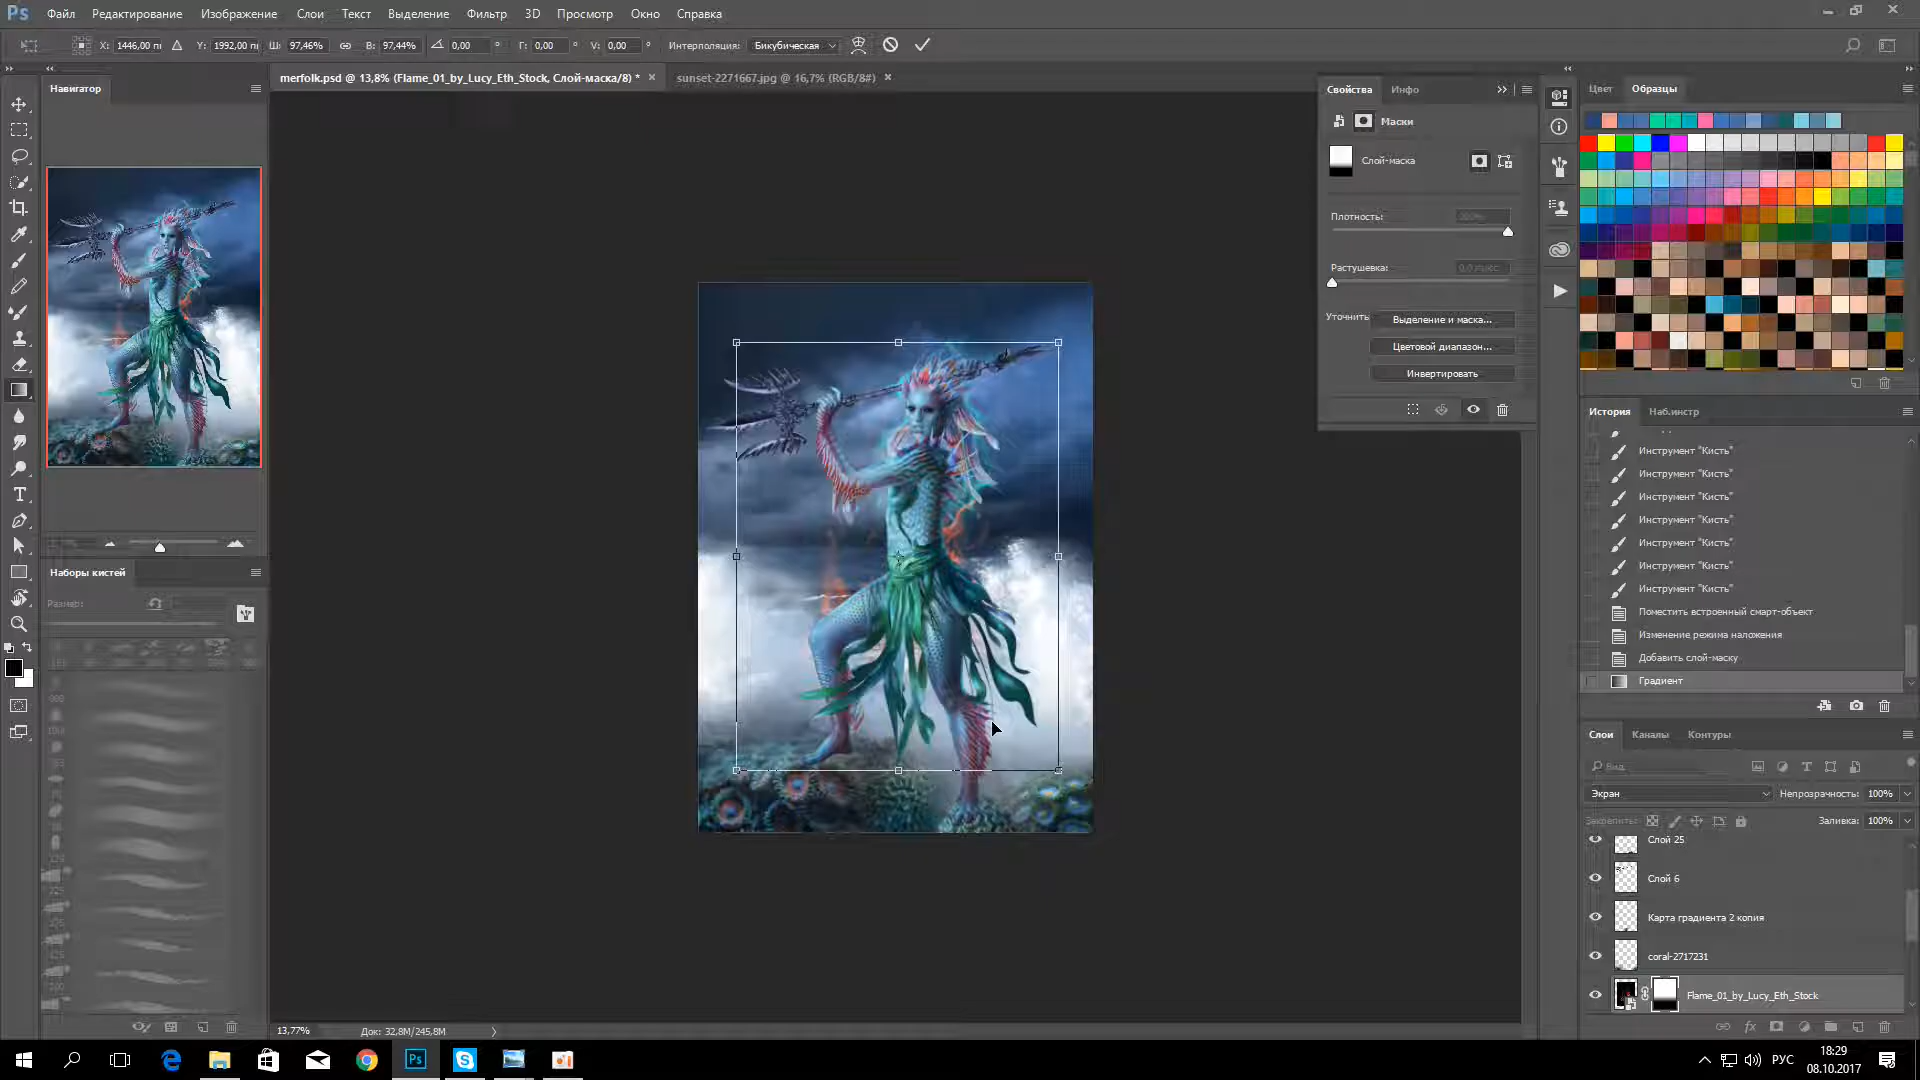 Ps Файл Редактирование Изображение Слои Текст Выделение Фильтр 3D Просмотр Окно Справка
X: 1446,00 пı Y: 1992,00 пı Ш: 97,46% В: 97,44% 0,00 ° Г: 0,00 ° V: 0,00 ° Интерполяция: Бикубическая
merfolk.psd @ 13,8% (Flame_01_by_Lucy_Eth_Stock, Слой-маска/8) * × sunset-2271667.jpg @ 16,7% (RGB/8#) ×
Навигатор
Наборы кистей
Размер:
Свойства Инфо
Маски
Слой-маска
Плотность:
Растушевка:
Уточнить: Выделение и маска...
Цветовой диапазон...
Инвертировать
Цвет Образцы
История Наб.инстр
Инструмент "Кисть"
Инструмент "Кисть"
Инструмент "Кисть"
Инструмент "Кисть"
Инструмент "Кисть"
Инструмент "Кисть"
Инструмент "Кисть"
Поместить встроенный смарт-объект
Изменение режима наложения
Добавить слой-маску
Градиент
Слои Каналы Контуры
Вид
Экран Непрозрачность: 100%
Закрепить: Заливка: 100%
Слой 25
Слой 6
Карта градиента 2 копия
coral-2717231
Flame_01_by_Lucy_Eth_Stock
13,77% Док: 32,8M/245,8M
РУС 18:29
08.10.2017